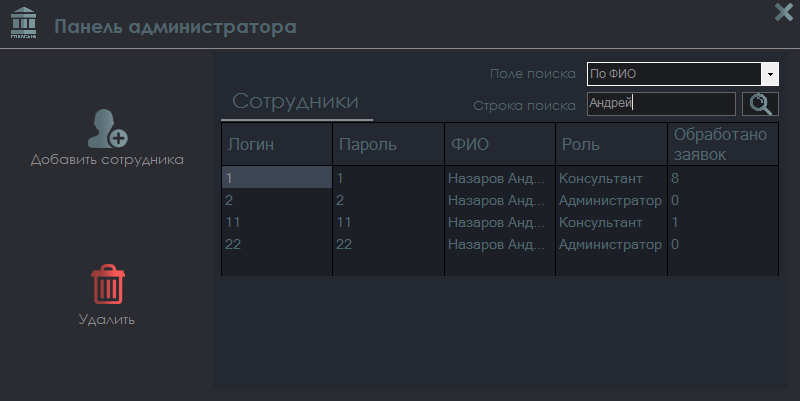 Панель администратора
Поле поиска По ФИО
Сотрудники
Строка поиска Андрей
Добавить сотрудника
Удалить
Логин Пароль ФИО Роль Обработано заявок
1 1 Назаров Анд... Консультант 8
2 2 Назаров Анд... Администратор 0
11 11 Назаров Анд... Консультант 1
22 22 Назаров Анд... Администратор 0